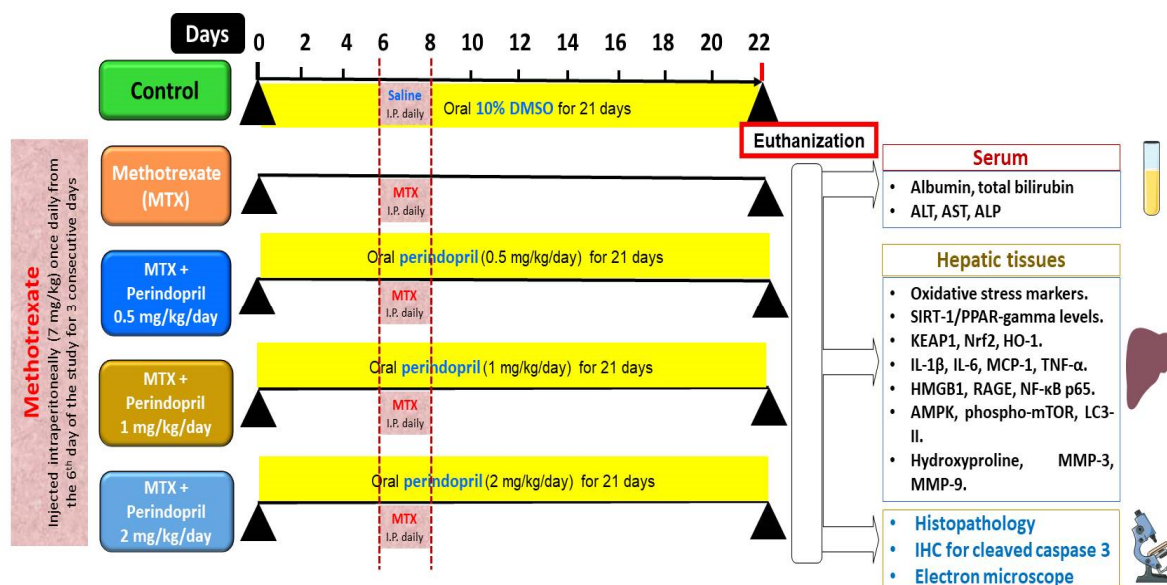 Days
0 2 4 6 8 10 12 14 16 18 20 22
Control
Saline
I.P. daily
Oral 10% DMSO for 21 days
Euthanization
Methotrexate
Injected intraperitoneally (7 mg/kg) once daily from
the 6th day of the study for 3 consecutive days
Methotrexate
(MTX)
MTX
I.P. daily
MTX +
Perindopril
0.5 mg/kg/day
Oral perindopril (0.5 mg/kg/day) for 21 days
MTX
I.P. daily
MTX +
Perindopril
1 mg/kg/day
Oral perindopril (1 mg/kg/day) for 21 days
MTX
I.P. daily
MTX +
Perindopril
2 mg/kg/day
Oral perindopril (2 mg/kg/day) for 21 days
MTX
I.P. daily
Serum
• Albumin, total bilirubin
• ALT, AST, ALP
Hepatic tissues
• Oxidative stress markers.
• SIRT-1/PPAR-gamma levels.
• KEAP1, Nrf2, HO-1.
• IL-1β, IL-6, MCP-1, TNF-α.
• HMGB1, RAGE, NF-κB p65.
• AMPK, phospho-mTOR, LC3-
II.
• Hydroxyproline, MMP-3,
MMP-9.
• Histopathology
• IHC for cleaved caspase 3
• Electron microscope